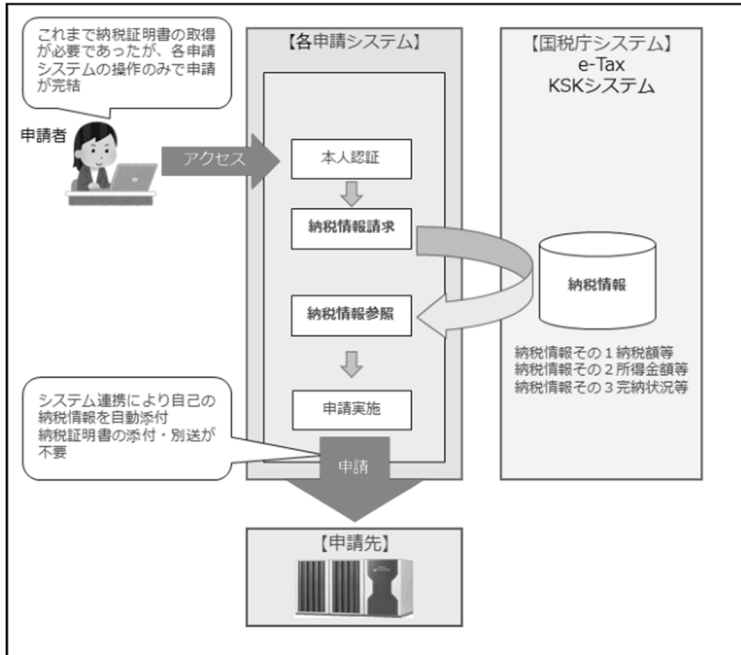 これまで納税証明書の取得
が必要であったが、各申請
システムの操作のみで申請
が完結
申請者
アクセス
【各申請システム】
本人認証
納税情報請求
納税情報参照
申請実施
申請
【国税庁システム】
e-Tax
KSKシステム
納税情報
納税情報その１納税額等
納税情報その２所得金額等
納税情報その３完納状況等
システム連携により自己の
納税情報を自動添付
納税証明書の添付・別送が
不要
【申請先】